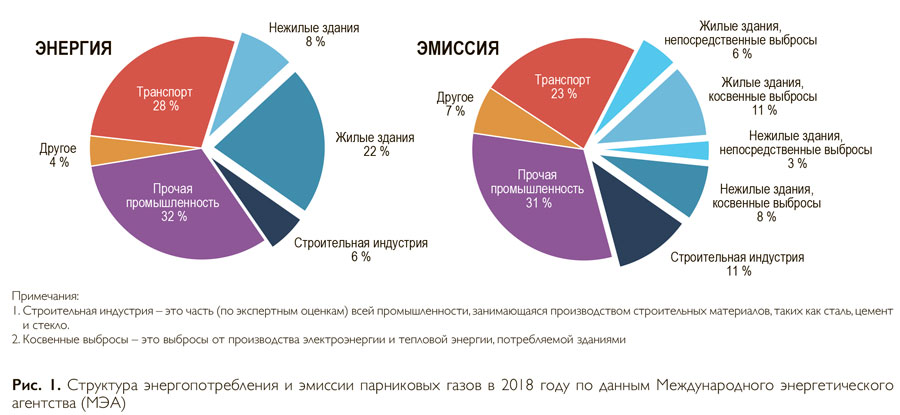 ЭНЕРГИЯ
Нежилые здания
8 %
Транспорт
28 %
Жилые здания
22 %
Другое
4 %
Прочая
промышленность
32 %
Строительная индустрия
6 %
ЭМИССИЯ
Жилые здания,
непосредственные выбросы
6 %
Транспорт
23 %
Жилые здания,
косвенные выбросы
11 %
Другое
7 %
Нежилые здания,
непосредственные выбросы
3 %
Прочая
промышленность
31 %
Нежилые здания,
косвенные выбросы
8 %
Строительная индустрия
11 %
Примечания:
1. Строительная индустрия – это часть (по экспертным оценкам) всей промышленности, занимающаяся производством строительных материалов, таких как сталь, цемент
и стекло.
2. Косвенные выбросы – это выбросы от производства электроэнергии и тепловой энергии, потребляемой зданиями
Рис. 1. Структура энергопотребления и эмиссии парниковых газов в 2018 году по данным Международного энергетического
агентства (МЭА)